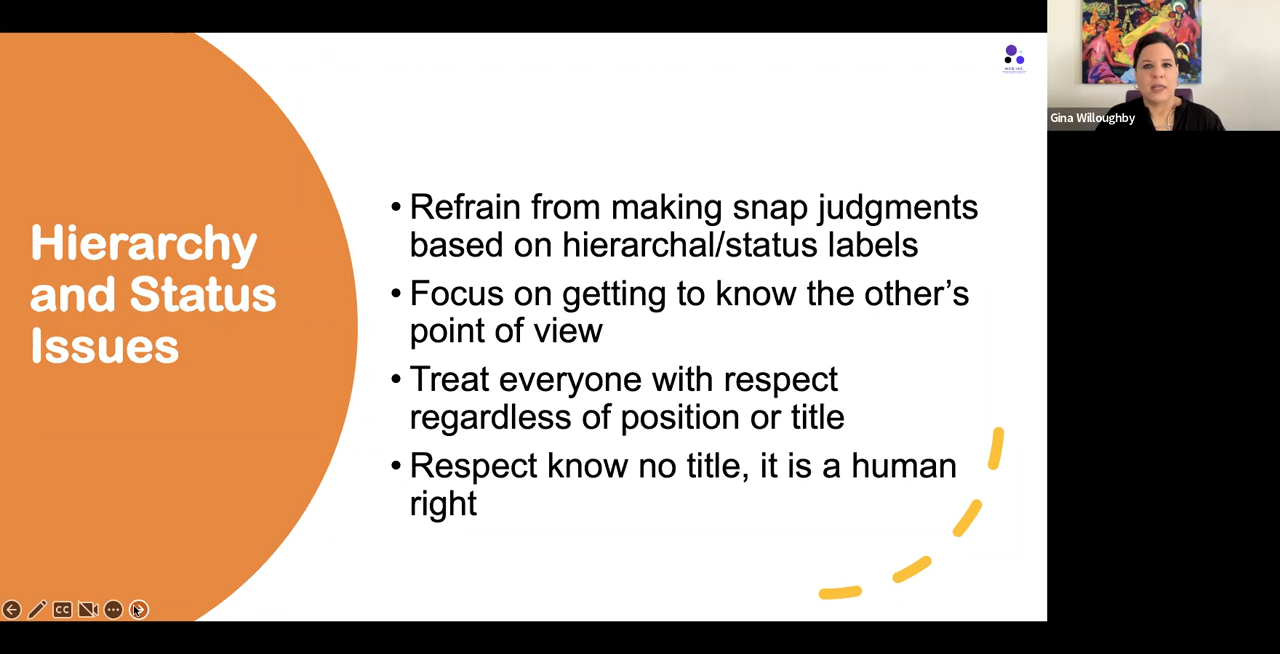 Hierarchy
and Status
Issues
• Refrain from making snap judgments
based on hierarchal/status labels
• Focus on getting to know the other’s
point of view
• Treat everyone with respect
regardless of position or title
• Respect know no title, it is a human
right
Gina Willoughby
CC